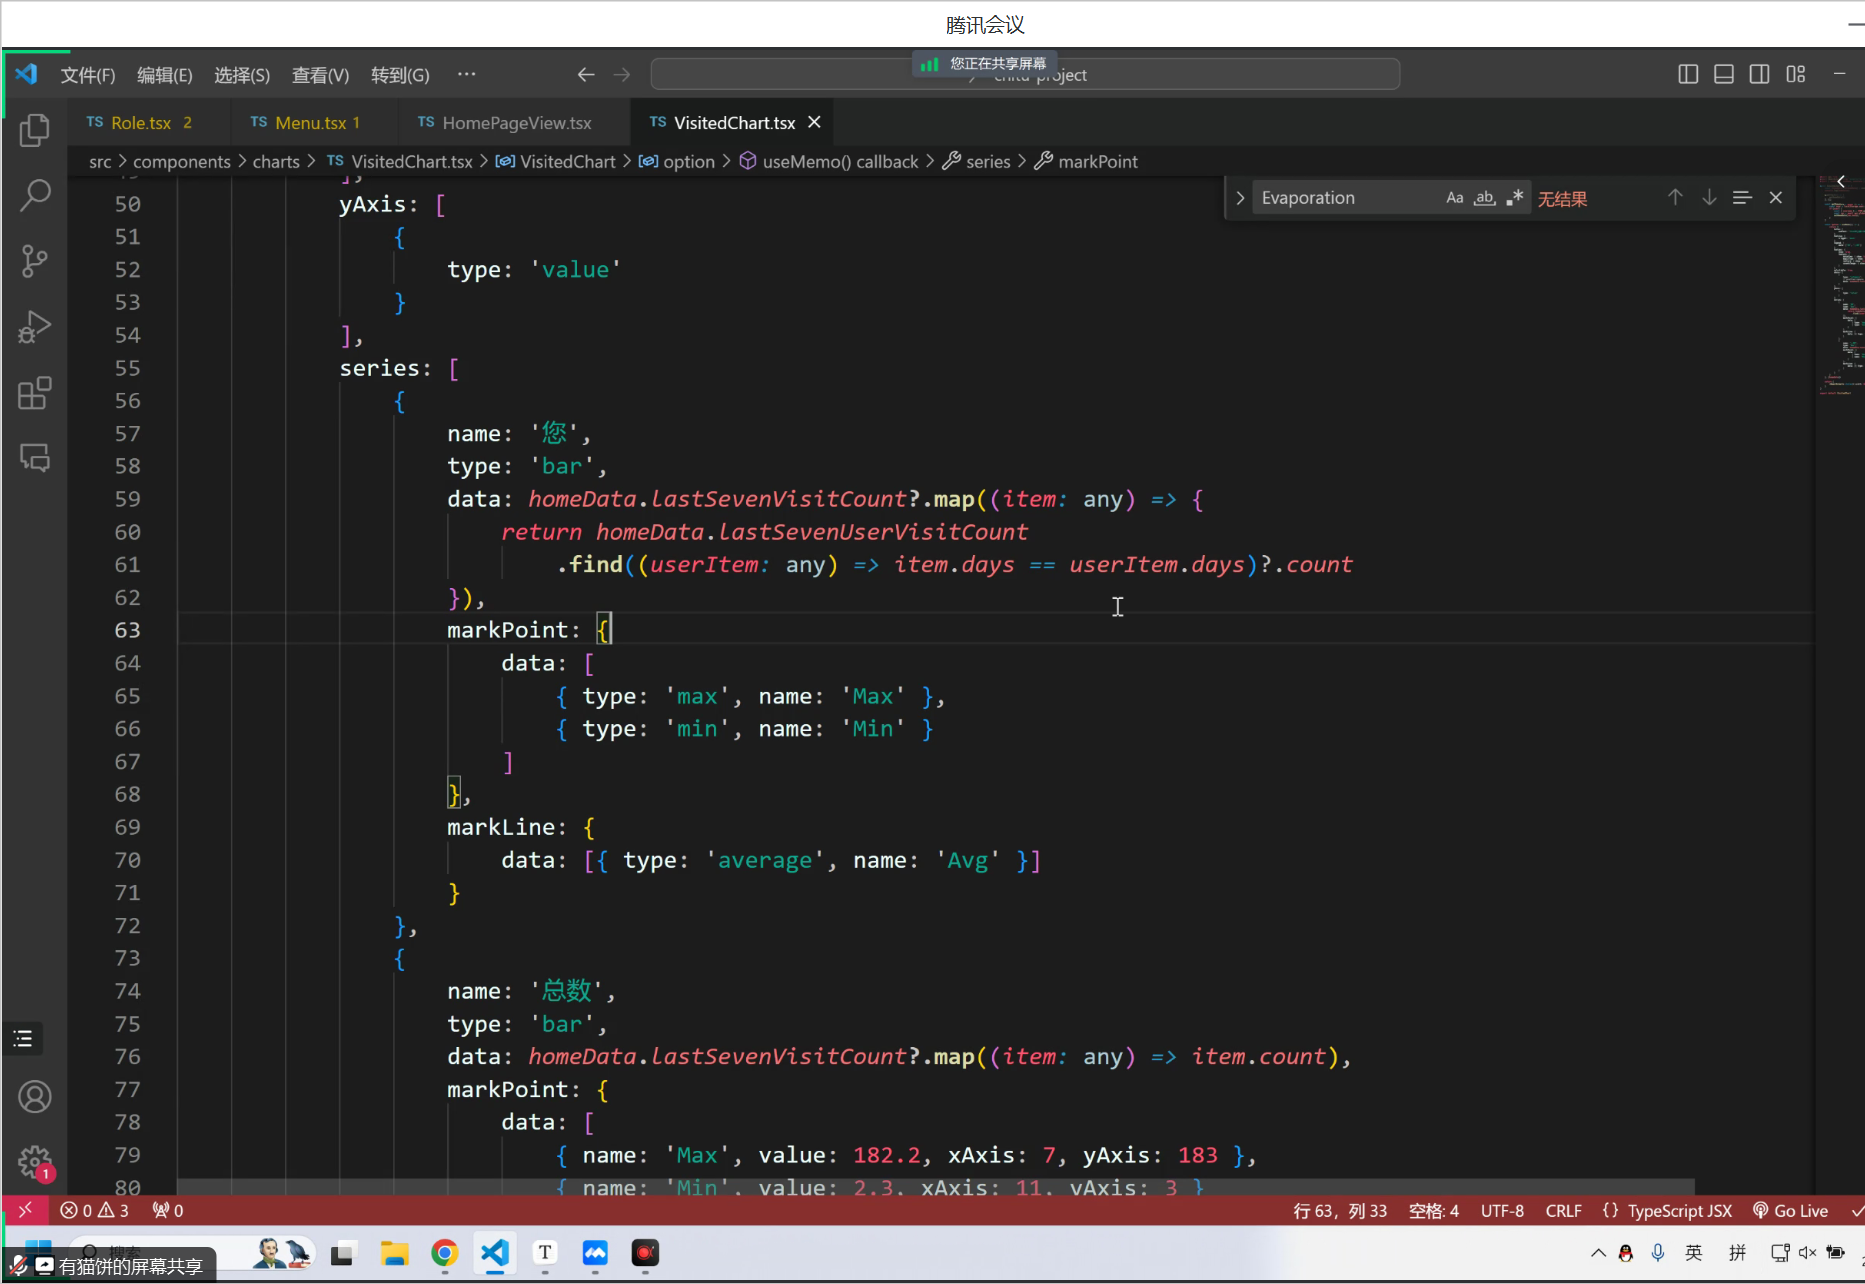 腾讯会议
文件(F) 编辑(E) 选择(S) 查看(V) 转到(G) ···
您正在共享屏幕
project
TS Role.tsx 2 TS Menu.tsx 1 TS HomePageView.tsx TS VisitedChart.tsx
src > components > charts > TS VisitedChart.tsx > VisitedChart > option > useMemo() callback > series > markPoint
Evaporation Aa ab 无结果
50 yAxis: [
51 {
52 type: 'value'
53 }
54 ],
55 series: [
56 {
57 name: '您',
58 type: 'bar',
59 data: homeData.lastSevenVisitCount?.map((item: any) => {
60 return homeData.lastSevenUserVisitCount
61 .find((userItem: any) => item.days == userItem.days)?.count
62 }),
63 markPoint: {
64 data: [
65 { type: 'max', name: 'Max' },
66 { type: 'min', name: 'Min' }
67 ]
68 },
69 markLine: {
70 data: [{ type: 'average', name: 'Avg' }]
71 }
72 },
73 {
74 name: '总数',
75 type: 'bar',
76 data: homeData.lastSevenVisitCount?.map((item: any) => item.count),
77 markPoint: {
78 data: [
79 { name: 'Max', value: 182.2, xAxis: 7, yAxis: 183 },
80 { name: 'Min', value: 2.3, xAxis: 11, yAxis: 3 }
1
0 3 0 行 63, 列 33 空格: 4 UTF-8 CRLF {} TypeScript JSX Go Live
搜索
T
英 拼
有猫饼的屏幕共享